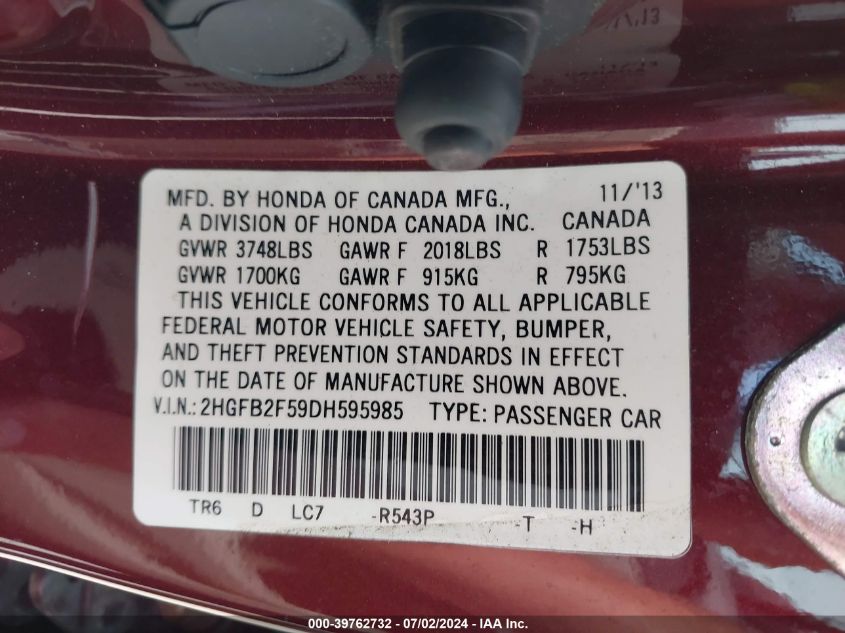 11/'13
MFD. BY HONDA OF CANADA MFG., 11/'13
A DIVISION OF HONDA CANADA INC. CANADA
GVWR 3748LBS GAWR F 2018LBS R 1753LBS
GVWR 1700KG GAWR F 915KG R 795KG
THIS VEHICLE CONFORMS TO ALL APPLICABLE
FEDERAL MOTOR VEHICLE SAFETY, BUMPER,
AND THEFT PREVENTION STANDARDS IN EFFECT
ON THE DATE OF MANUFACTURE SHOWN ABOVE.
V.I.N.: 2HGFB2F59DH595985 TYPE: PASSENGER CAR
TR6 D LC7 -R543P -T -H
000-39762732 - 07/02/2024 - IAA Inc.